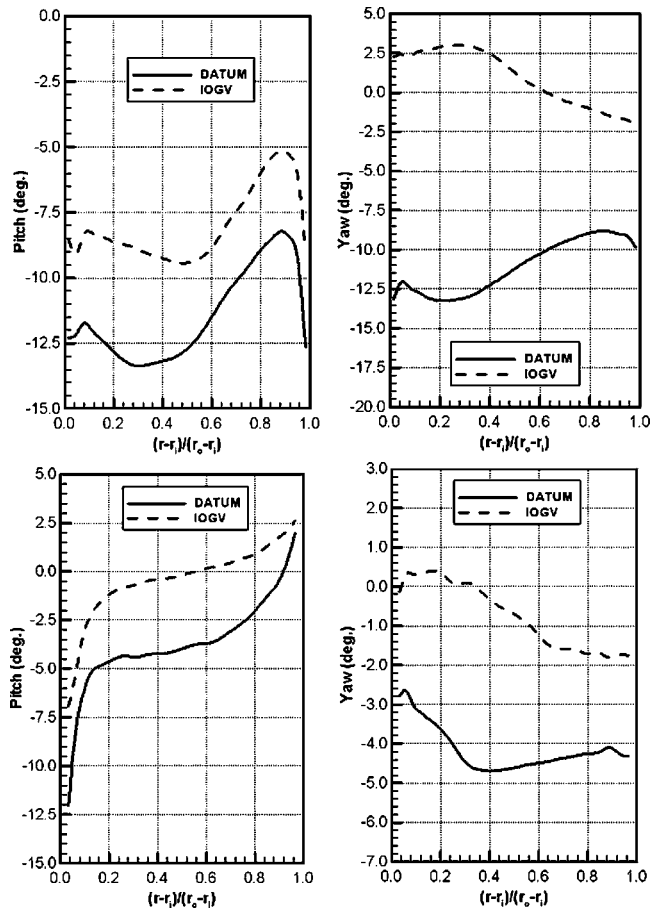 0.0
-2.5
-5.0
-7.5
-10.0
-12.5
-15.0
Pitch (deg.)
DATUM
IOGV
0.0 0.2 0.4 0.6 0.8 1.0
(r-ri)/(ro-ri)
5.0
2.5
0.0
-2.5
-5.0
-7.5
-10.0
-12.5
-15.0
-17.5
-20.0
Yaw (deg.)
DATUM
IOGV
0.0 0.2 0.4 0.6 0.8 1.0
(r-ri)/(ro-ri)
5.0
2.5
0.0
-2.5
-5.0
-7.5
-10.0
-12.5
-15.0
Pitch (deg.)
DATUM
IOGV
0.0 0.2 0.4 0.6 0.8 1.0
(r-ri)/(ro-ri)
3.0
2.0
1.0
0.0
-1.0
-2.0
-3.0
-4.0
-5.0
-6.0
-7.0
Yaw (deg.)
DATUM
IOGV
0.0 0.2 0.4 0.6 0.8 1.0
(r-ri)/(ro-ri)